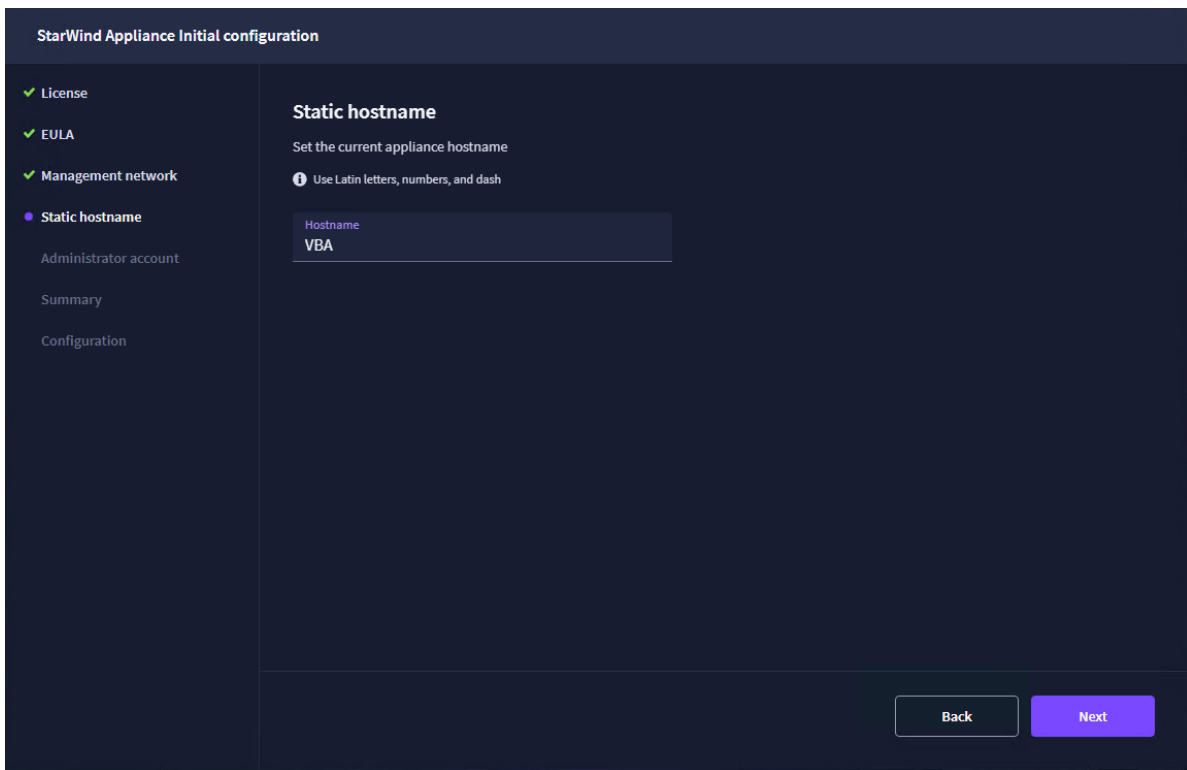 StarWind Appliance Initial configuration
License
EULA
Management network
Static hostname
Administrator account
Summary
Configuration
Static hostname
Set the current appliance hostname
Use Latin letters, numbers, and dash
Hostname
VBA
Back
Next